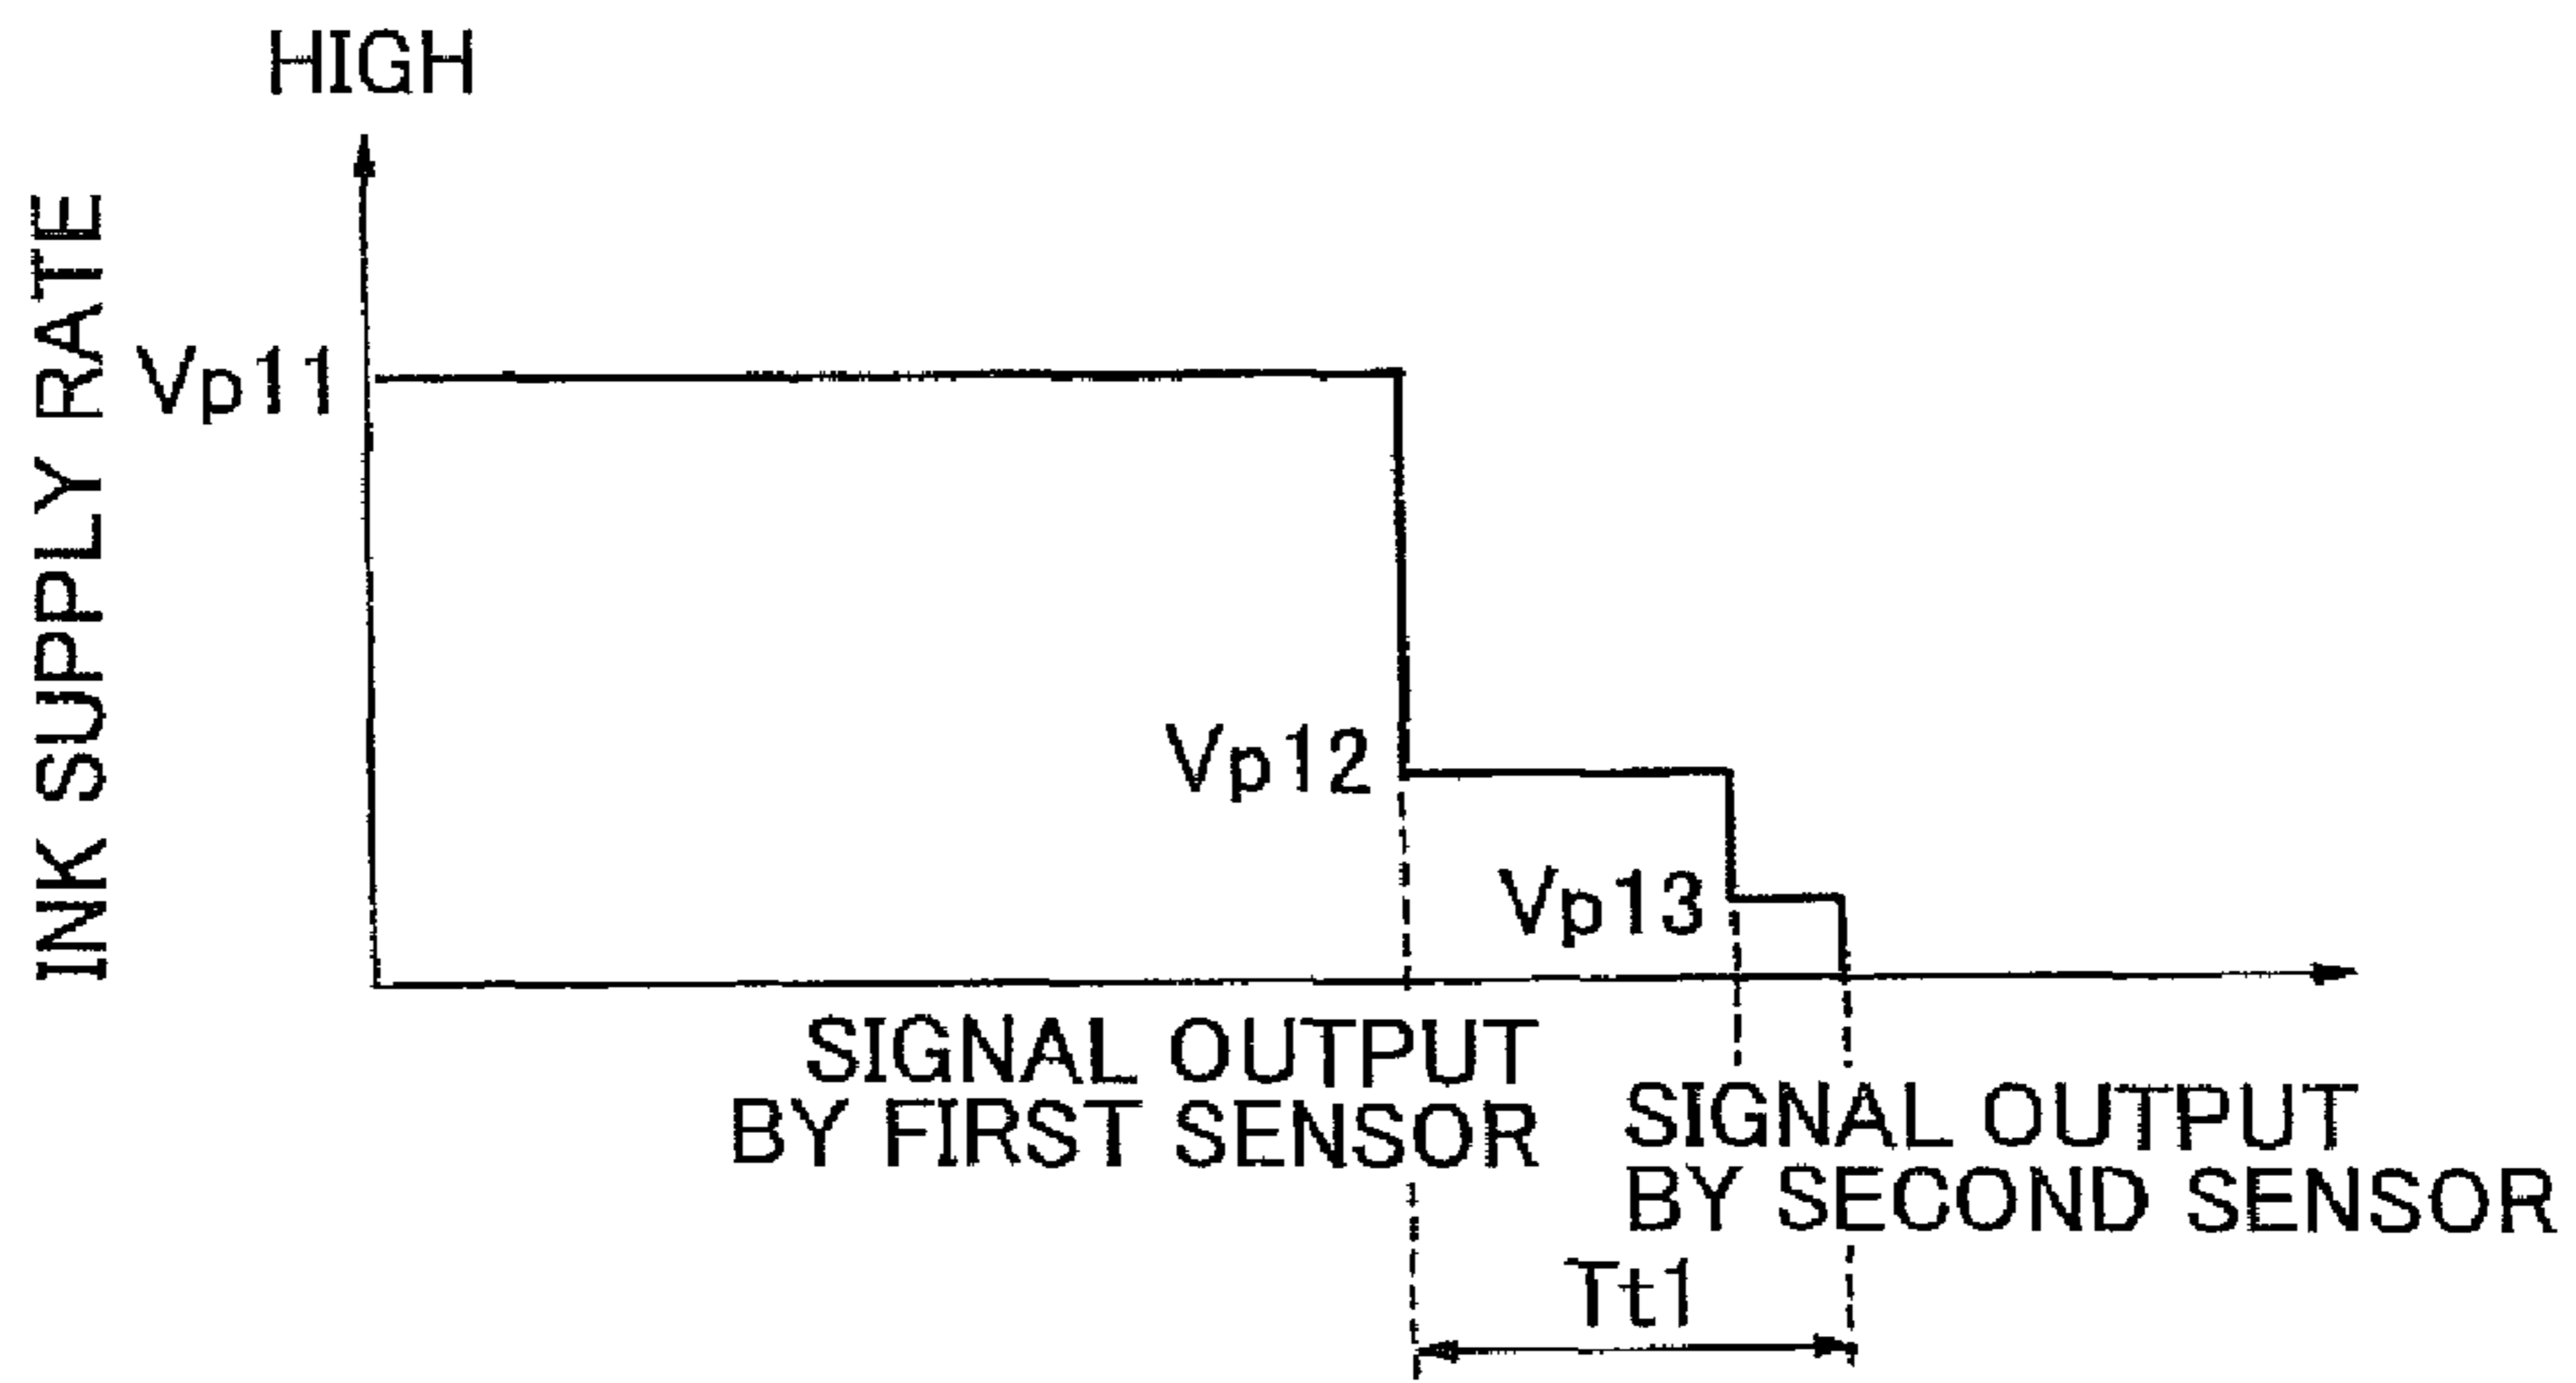 HIGH
INK SUPPLY RATE
Vp11
Vp12
Vp13
SIGNAL OUTPUT
BY FIRST SENSOR
SIGNAL OUTPUT
BY SECOND SENSOR
Tt1